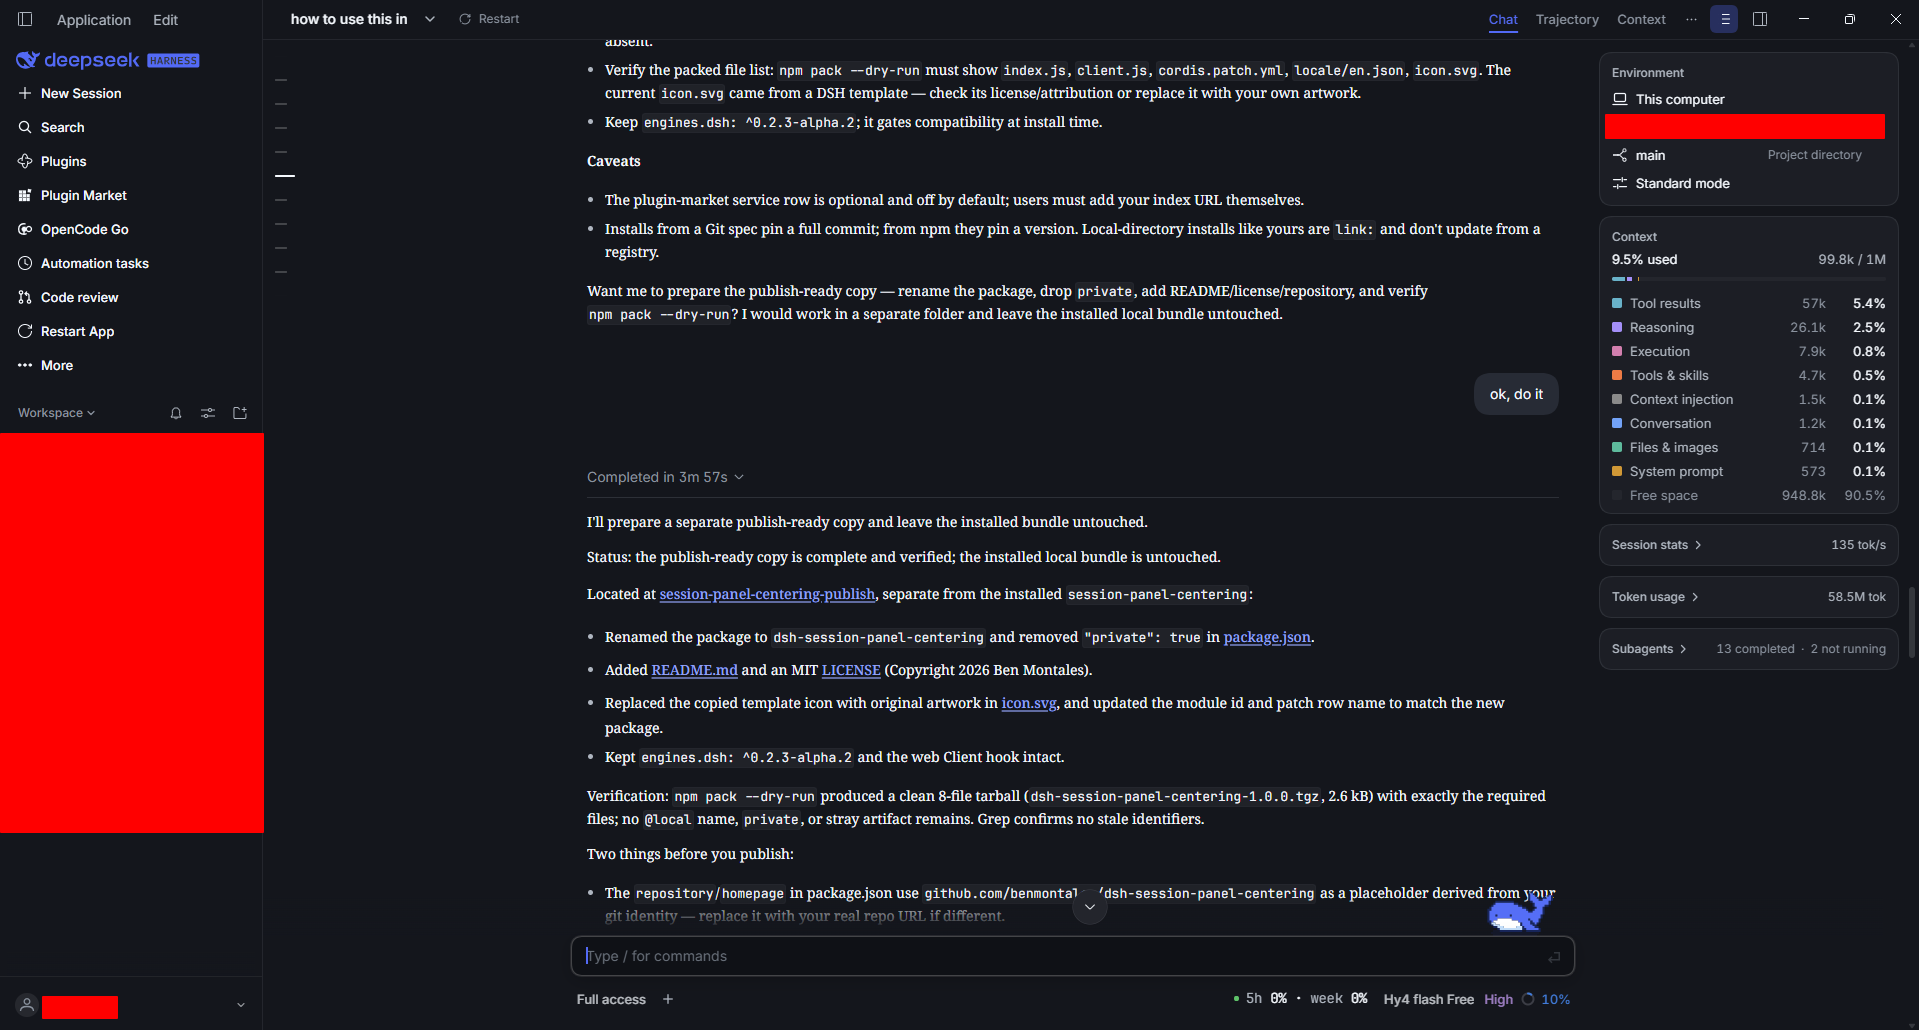 Application Edit
deepseek HARNESS
New Session
Search
Plugins
Plugin Market
OpenCode Go
Automation tasks
Code review
Restart App
More
Workspace
how to use this in Restart
Chat Trajectory Context ...
absent.
• Verify the packed file list: npm pack --dry-run must show index.js, client.js, cordis.patch.yml, locale/en.json, icon.svg. The
current icon.svg came from a DSH template — check its license/attribution or replace it with your own artwork.
• Keep engines.dsh: ^0.2.3-alpha.2; it gates compatibility at install time.
Caveats
• The plugin-market service row is optional and off by default; users must add your index URL themselves.
• Installs from a Git spec pin a full commit; from npm they pin a version. Local-directory installs like yours are link: and don't update from a
registry.
Want me to prepare the publish-ready copy — rename the package, drop private, add README/license/repository, and verify
npm pack --dry-run? I would work in a separate folder and leave the installed local bundle untouched.
ok, do it
Completed in 3m 57s
I'll prepare a separate publish-ready copy and leave the installed bundle untouched.
Status: the publish-ready copy is complete and verified; the installed local bundle is untouched.
Located at session-panel-centering-publish, separate from the installed session-panel-centering:
• Renamed the package to dsh-session-panel-centering and removed "private": true in package.json.
• Added README.md and an MIT LICENSE (Copyright 2026 Ben Montales).
• Replaced the copied template icon with original artwork in icon.svg, and updated the module id and patch row name to match the new
package.
• Kept engines.dsh: ^0.2.3-alpha.2 and the web Client hook intact.
Verification: npm pack --dry-run produced a clean 8-file tarball (dsh-session-panel-centering-1.0.0.tgz, 2.6 kB) with exactly the required
files; no @local name, private, or stray artifact remains. Grep confirms no stale identifiers.
Two things before you publish:
• The repository/homepage in package.json use github.com/benmontal /dsh-session-panel-centering as a placeholder derived from your
git identity — replace it with your real repo URL if different.
Type / for commands
Full access +
• 5h 0% • week 0% Hy4 flash Free High 10%
Environment
This computer
main Project directory
Standard mode
Context
9.5% used 99.8k / 1M
Tool results 57k 5.4%
Reasoning 26.1k 2.5%
Execution 7.9k 0.8%
Tools & skills 4.7k 0.5%
Context injection 1.5k 0.1%
Conversation 1.2k 0.1%
Files & images 714 0.1%
System prompt 573 0.1%
Free space 948.8k 90.5%
Session stats > 135 tok/s
Token usage > 58.5M tok
Subagents > 13 completed · 2 not running